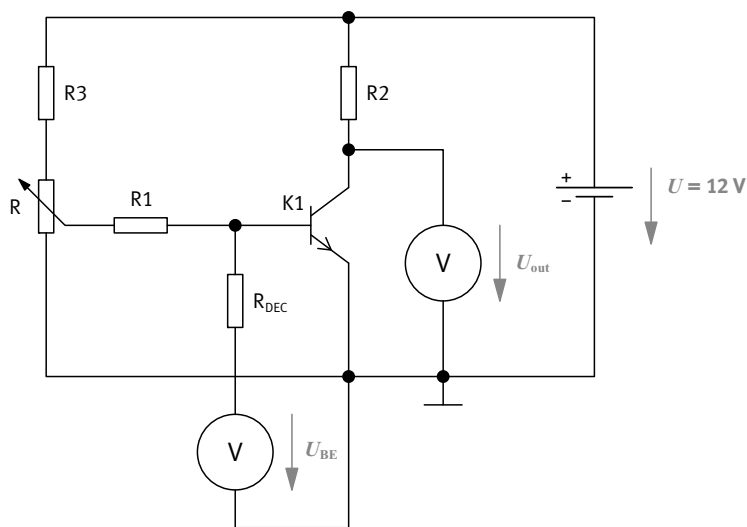 R3
R2
R
R1
K1
+
−
U = 12 V
V
U_out
R_DEC
V
U_BE